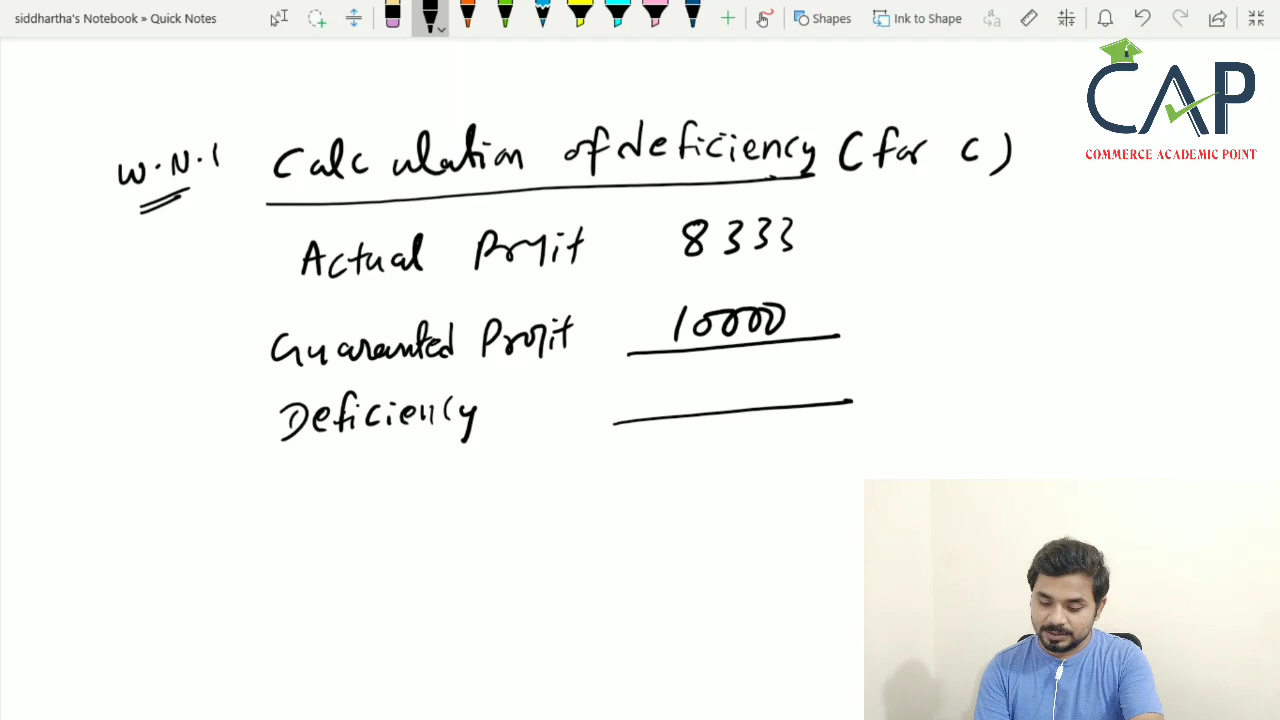 siddhartha's Notebook » Quick Notes
Shapes
Ink to Shape
CAP
COMMERCE ACADEMIC POINT
W.N.1 Calculation of deficiency (for C)
Actual Profit 8333
Guaranted Profit 10000
Deficiency